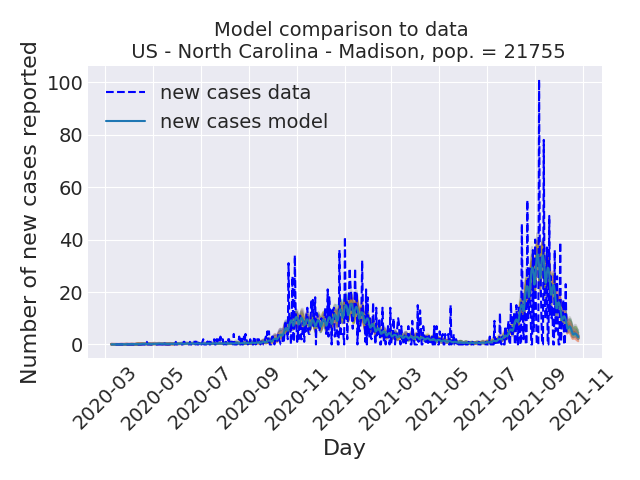 Model comparison to data
US - North Carolina - Madison, pop. = 21755
Number of new cases reported
100
80
60
40
20
0
new cases data
new cases model
2020-03
2020-05
2020-07
2020-09
2020-11
2021-01
2021-03
2021-05
2021-07
2021-09
2021-11
Day